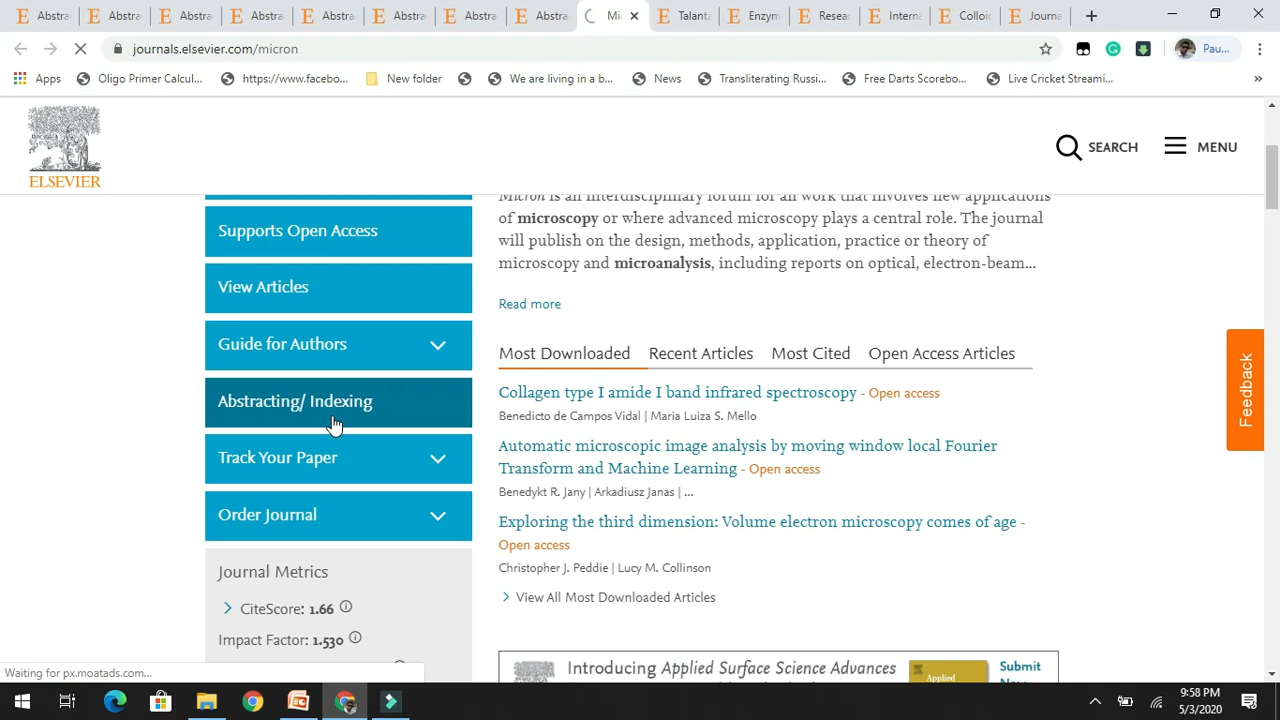 Abstra
Abstra
Abstra
Abstra
Abstra
Abstra
Abstra
Abstra
Mic
Talant
Enzym
Resea
Intern
Colloic
Journa
journals.elsevier.com/micron
Pau...
Apps
Oligo Primer Calcul...
https://www.facebo...
New folder
We are living in a b...
News
Transliterating Russi...
Free Darts Scorebo...
Live Cricket Streami...
ELSEVIER
SEARCH
MENU
Supports Open Access
View Articles
Guide for Authors
Abstracting/ Indexing
Track Your Paper
Order Journal
Journal Metrics
CiteScore: 1.66
Impact Factor: 1.530
Micron is an interdisciplinary forum for all work that involves new applications
of microscopy or where advanced microscopy plays a central role. The journal
will publish on the design, methods, application, practice or theory of
microscopy and microanalysis, including reports on optical, electron-beam...
Read more
Most Downloaded Recent Articles Most Cited Open Access Articles
Collagen type I amide I band infrared spectroscopy - Open access
Benedicto de Campos Vidal | Maria Luiza S. Mello
Automatic microscopic image analysis by moving window local Fourier
Transform and Machine Learning - Open access
Benedykt R. Jany | Arkadiusz Janas | ...
Exploring the third dimension: Volume electron microscopy comes of age -
Open access
Christopher J. Peddie | Lucy M. Collinson
View All Most Downloaded Articles
Introducing Applied Surface Science Advances
Applied
Submit
Feedback
Waiting for px.moatads.com...
9:58 PM
5/3/2020